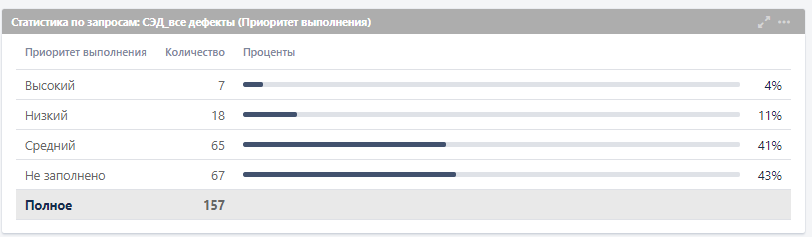 Статистика по запросам: СЭД_все дефекты (Приоритет выполнения)
Приоритет выполнения Количество Проценты
Высокий 7 4%
Низкий 18 11%
Средний 65 41%
Не заполнено 67 43%
Полное 157